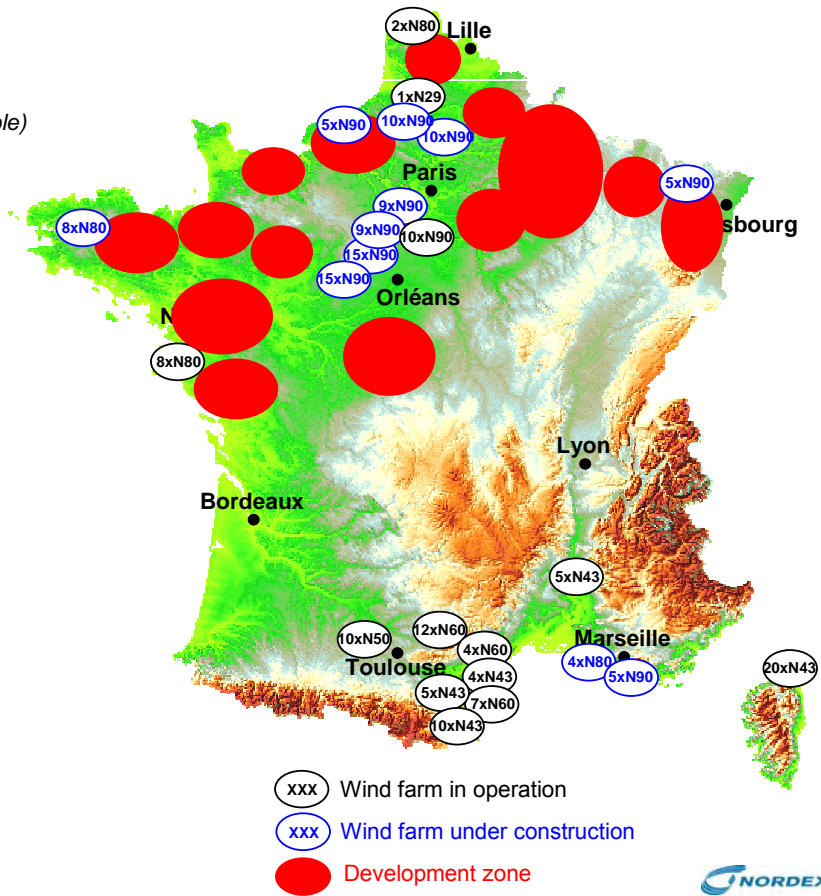 2xN80
Lille
ple)
1xN29
5xN90
10xN90
10xN90
Paris
5xN90
9xN90
sbourg
8xN80
9xN90
10xN90
15xN90
15xN90
Orléans
N
8xN80
Lyon
Bordeaux
5xN43
12xN60
10xN50
Marseille
4xN60
Toulouse
4xN80
20xN43
4xN43
5xN90
5xN43
7xN60
10xN43
xxx Wind farm in operation
xxx Wind farm under construction
Development zone
NORDEX